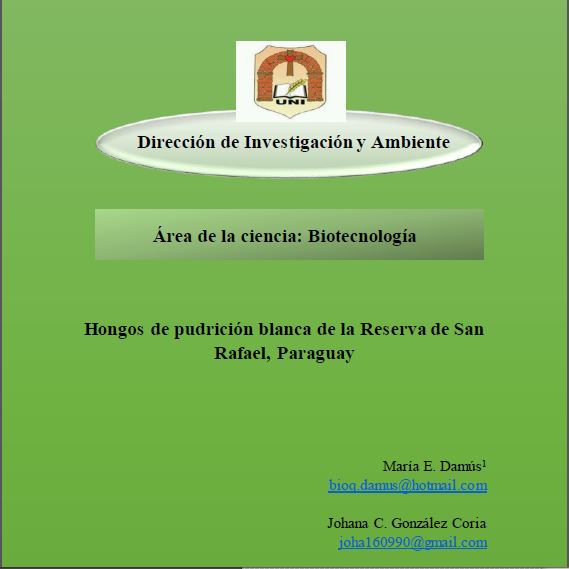 UNI
Dirección de Investigación y Ambiente
Área de la ciencia: Biotecnología
Hongos de pudrición blanca de la Reserva de San
Rafael, Paraguay
María E. Damús¹
bioq.damus@hotmail.com
Johana C. González Coria
joha160990@gmail.com